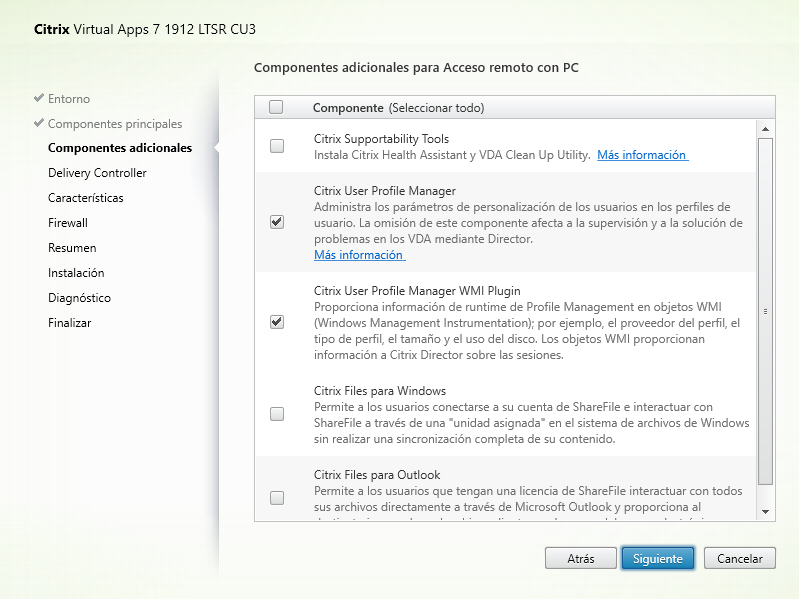 Citrix Virtual Apps 7 1912 LTSR CU3
Componentes adicionales para Acceso remoto con PC
Entorno
Componentes principales
Componentes adicionales
Delivery Controller
Características
Firewall
Resumen
Instalación
Diagnóstico
Finalizar
Componente (Seleccionar todo)
Citrix Supportability Tools
Instala Citrix Health Assistant y VDA Clean Up Utility. Más información
Citrix User Profile Manager
Administra los parámetros de personalización de los usuarios en los perfiles de
usuario. La omisión de este componente afecta a la supervisión y a la solución de
problemas en los VDA mediante Director.
Más información
Citrix User Profile Manager WMI Plugin
Proporciona información de runtime de Profile Management en objetos WMI
(Windows Management Instrumentation); por ejemplo, el proveedor del perfil, el
tipo de perfil, el tamaño y el uso del disco. Los objetos WMI proporcionan
información a Citrix Director sobre las sesiones.
Citrix Files para Windows
Permite a los usuarios conectarse a su cuenta de ShareFile e interactuar con
ShareFile a través de una "unidad asignada" en el sistema de archivos de Windows
sin realizar una sincronización completa de su contenido.
Citrix Files para Outlook
Permite a los usuarios que tengan una licencia de ShareFile interactuar con todos
sus archivos directamente a través de Microsoft Outlook y proporciona al
Atrás
Siguiente
Cancelar